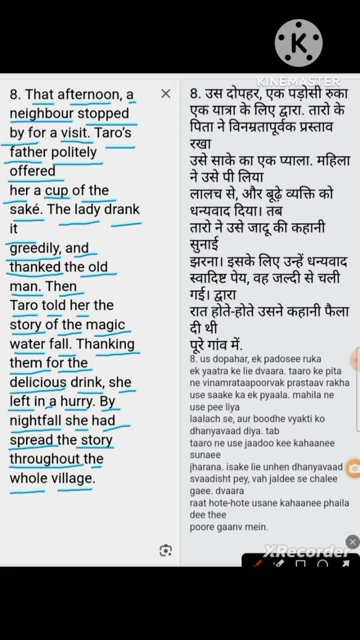 K
KINEMASTER
8. That afternoon, a
neighbour stopped
by for a visit. Taro's
father politely
offered
her a cup of the
saké. The lady drank
it
greedily, and
thanked the old
man. Then
Taro told her the
story of the magic
water fall. Thanking
them for the
delicious drink, she
left in a hurry. By
nightfall she had
spread the story
throughout the
whole village.
8. उस दोपहर, एक पड़ोसी रुका
एक यात्रा के लिए द्वारा. तारो के
पिता ने विनम्रतापूर्वक प्रस्ताव
रखा
उसे साके का एक प्याला. महिला
ने उसे पी लिया
लालच से, और बूढ़े व्यक्ति को
धन्यवाद दिया। तब
तारो ने उसे जादू की कहानी
सुनाई
झरना। इसके लिए उन्हें धन्यवाद
स्वादिष्ट पेय, वह जल्दी से चली
गई। द्वारा
रात होते-होते उसने कहानी फैला
दी थी
पूरे गांव में.
8. us dopahar, ek padosee ruka
ek yaatra ke lie dvaara. taaro ke pita
ne vinamrataapoorvak prastaav rakha
use saake ka ek pyaala. mahila ne
use pee liya
laalach se, aur boodhe vyakti ko
dhanyavaad diya. tab
taaro ne use jaadoo kee kahaanee
sunaee
jharana. isake lie unhen dhanyavaad
svaadisht pey, vah jaldee se chalee
gaee. dvaara
raat hote-hote usane kahaanee phaila
dee thee
poore gaanv mein.
XRecorder